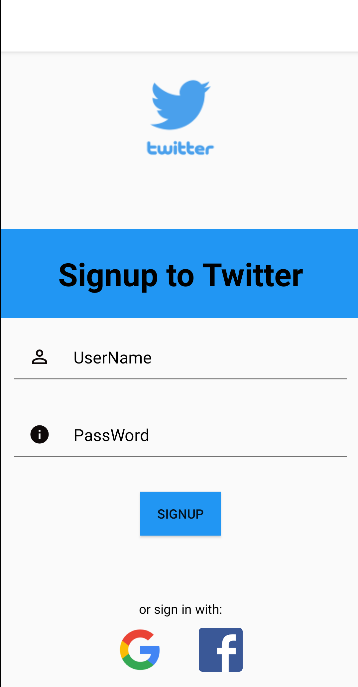 twitter
Signup to Twitter
UserName
PassWord
SIGNUP
or sign in with: